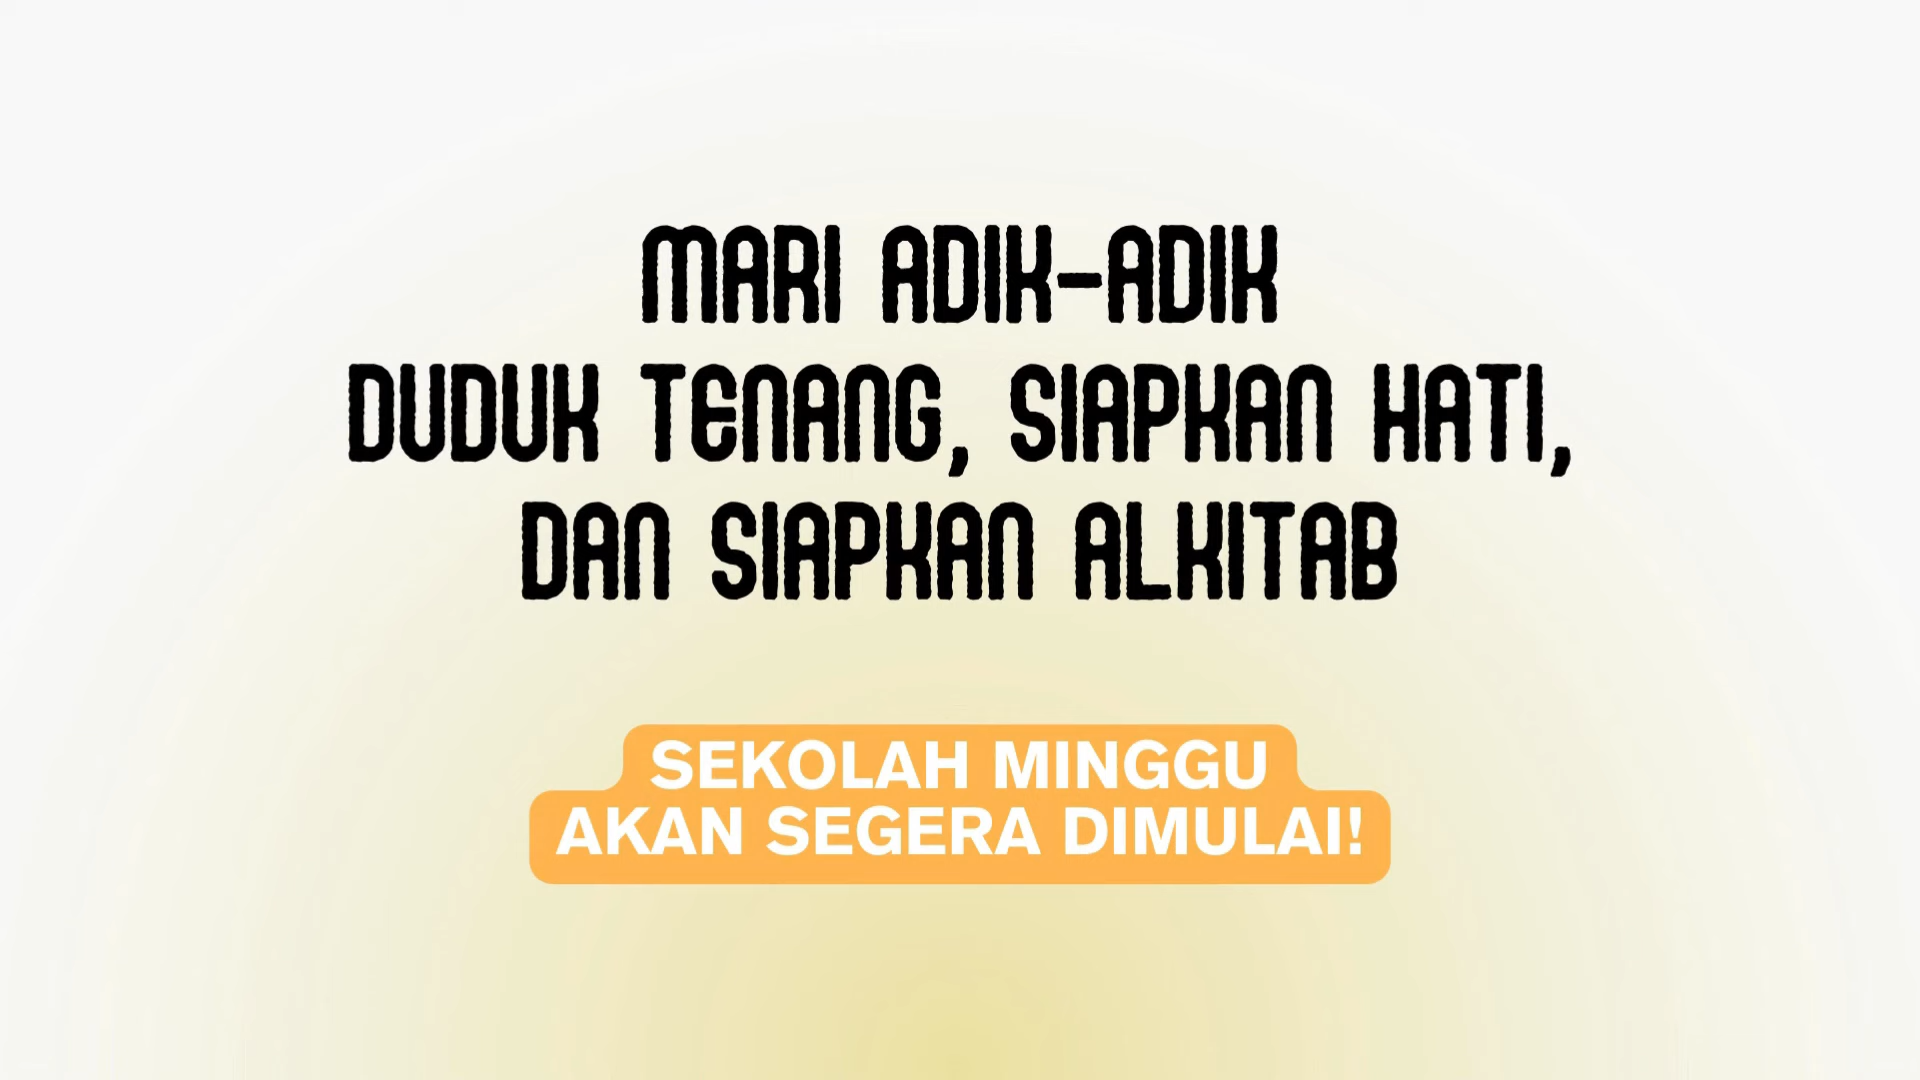 MARI ADIK-ADIK
DUDUK TENANG, SIAPKAN HATI,
DAN SIAPKAN ALKITAB
SEKOLAH MINGGU
AKAN SEGERA DIMULAI!